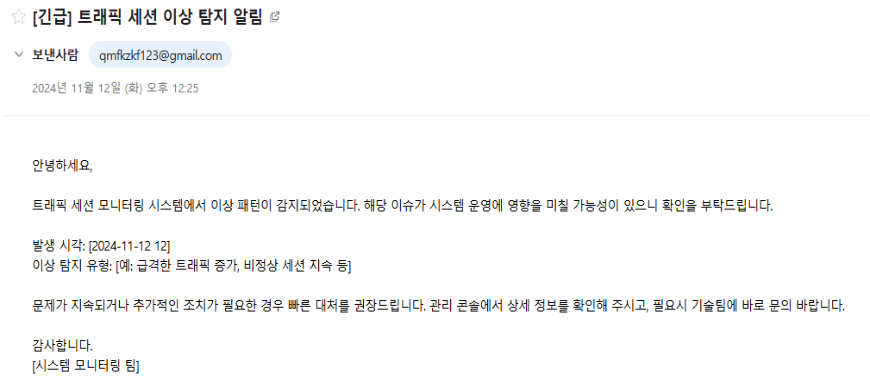 [긴급] 트래픽 세션 이상 탐지 알림
보낸사람 qmfkzkf123@gmail.com
2024년 11월 12일 (화) 오후 12:25
안녕하세요,
트래픽 세션 모니터링 시스템에서 이상 패턴이 감지되었습니다. 해당 이슈가 시스템 운영에 영향을 미칠 가능성이 있으니 확인을 부탁드립니다.
발생 시각: [2024-11-12 12]
이상 탐지 유형: [예: 급격한 트래픽 증가, 비정상 세션 지속 등]
문제가 지속되거나 추가적인 조치가 필요한 경우 빠른 대처를 권장드립니다. 관리 콘솔에서 상세 정보를 확인해 주시고, 필요시 기술팀에 바로 문의 바랍니다.
감사합니다.
[시스템 모니터링 팀]